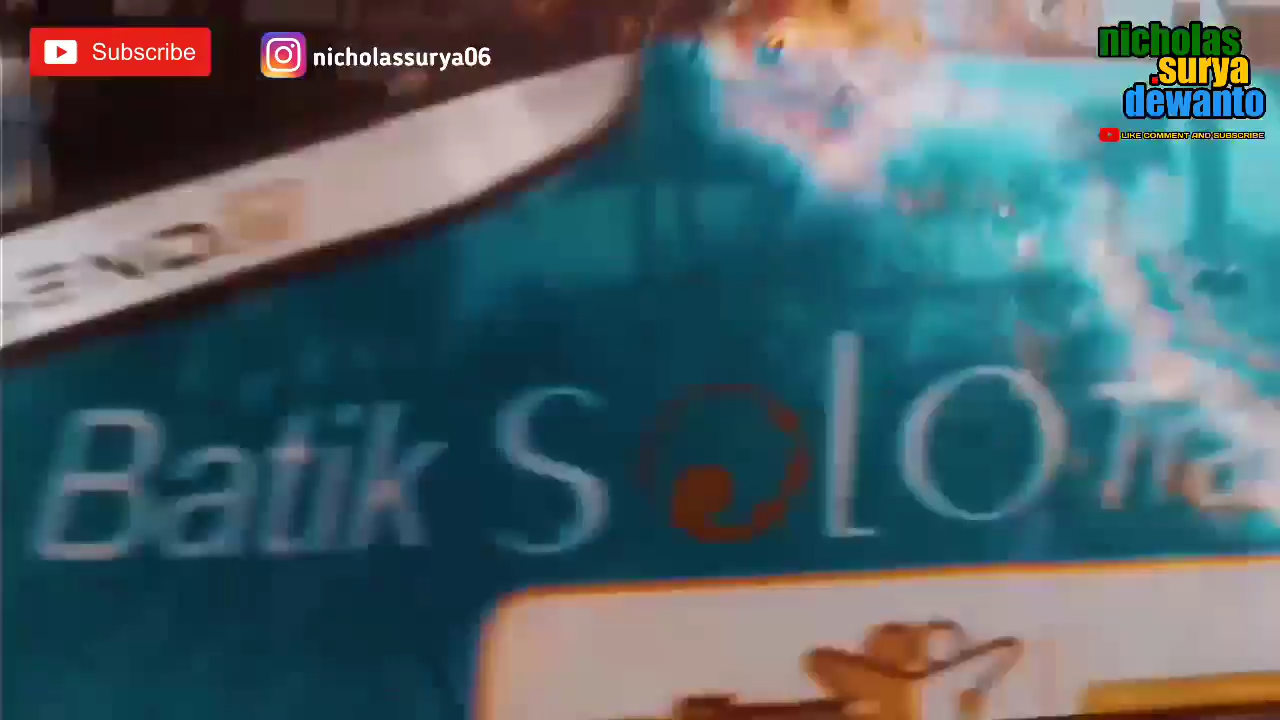 Subscribe
nicholassurya06
nicholas
.surya
dewanto
LIKE COMMENT AND SUBSCRIBE
Batik Solo